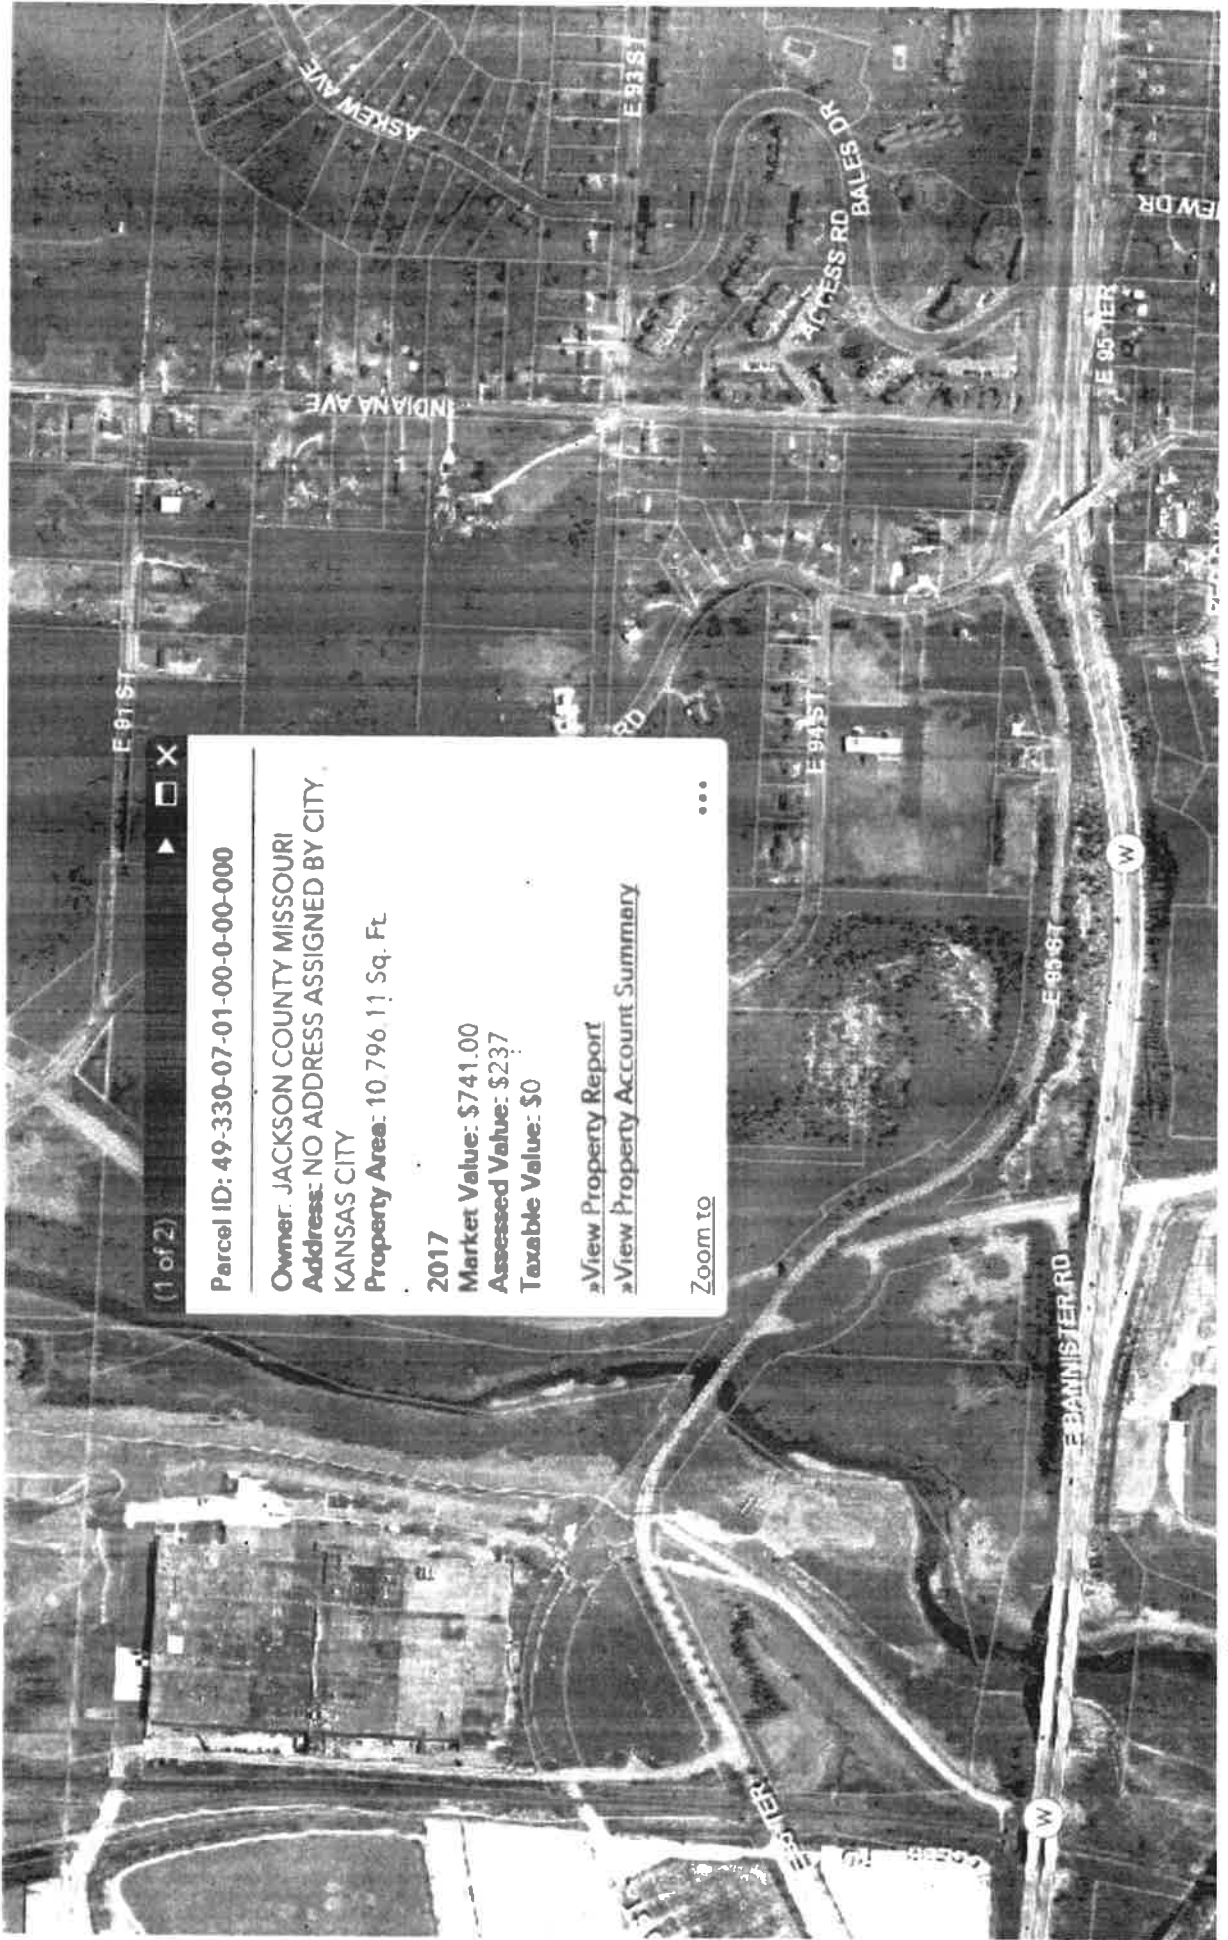 (1 of 2)
Parcel ID: 49-330-07-01-00-0-00-000
Owner: JACKSON COUNTY MISSOURI
Address: NO ADDRESS ASSIGNED BY CITY
KANSAS CITY
Property Area: 10,796.11 Sq. Ft.
2017
Market Value: $741.00
Assessed Value: $237
Taxable Value: $0
»View Property Report
»View Property Account Summary
Zoom to
...
E 91 ST
ASKEW AVE
INDIANA AVE
E 93 ST
RD
BALES DR
ACCESS RD
E 94 ST
E 95 ST
E 95 TER
IEW DR
E BANNISTER RD
W
W